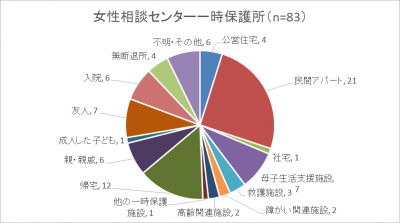 女性相談センター一時保護所(n=83)
公営住宅, 4
民間アパート, 21
社宅, 1
母子生活支援施設,
7
救護施設, 3
障がい関連施設, 2
高齢関連施設, 2
他の一時保護
施設, 1
帰宅, 12
親・親戚, 6
成人した子ども, 1
友人, 7
入院, 6
無断退所, 4
不明・その他, 6